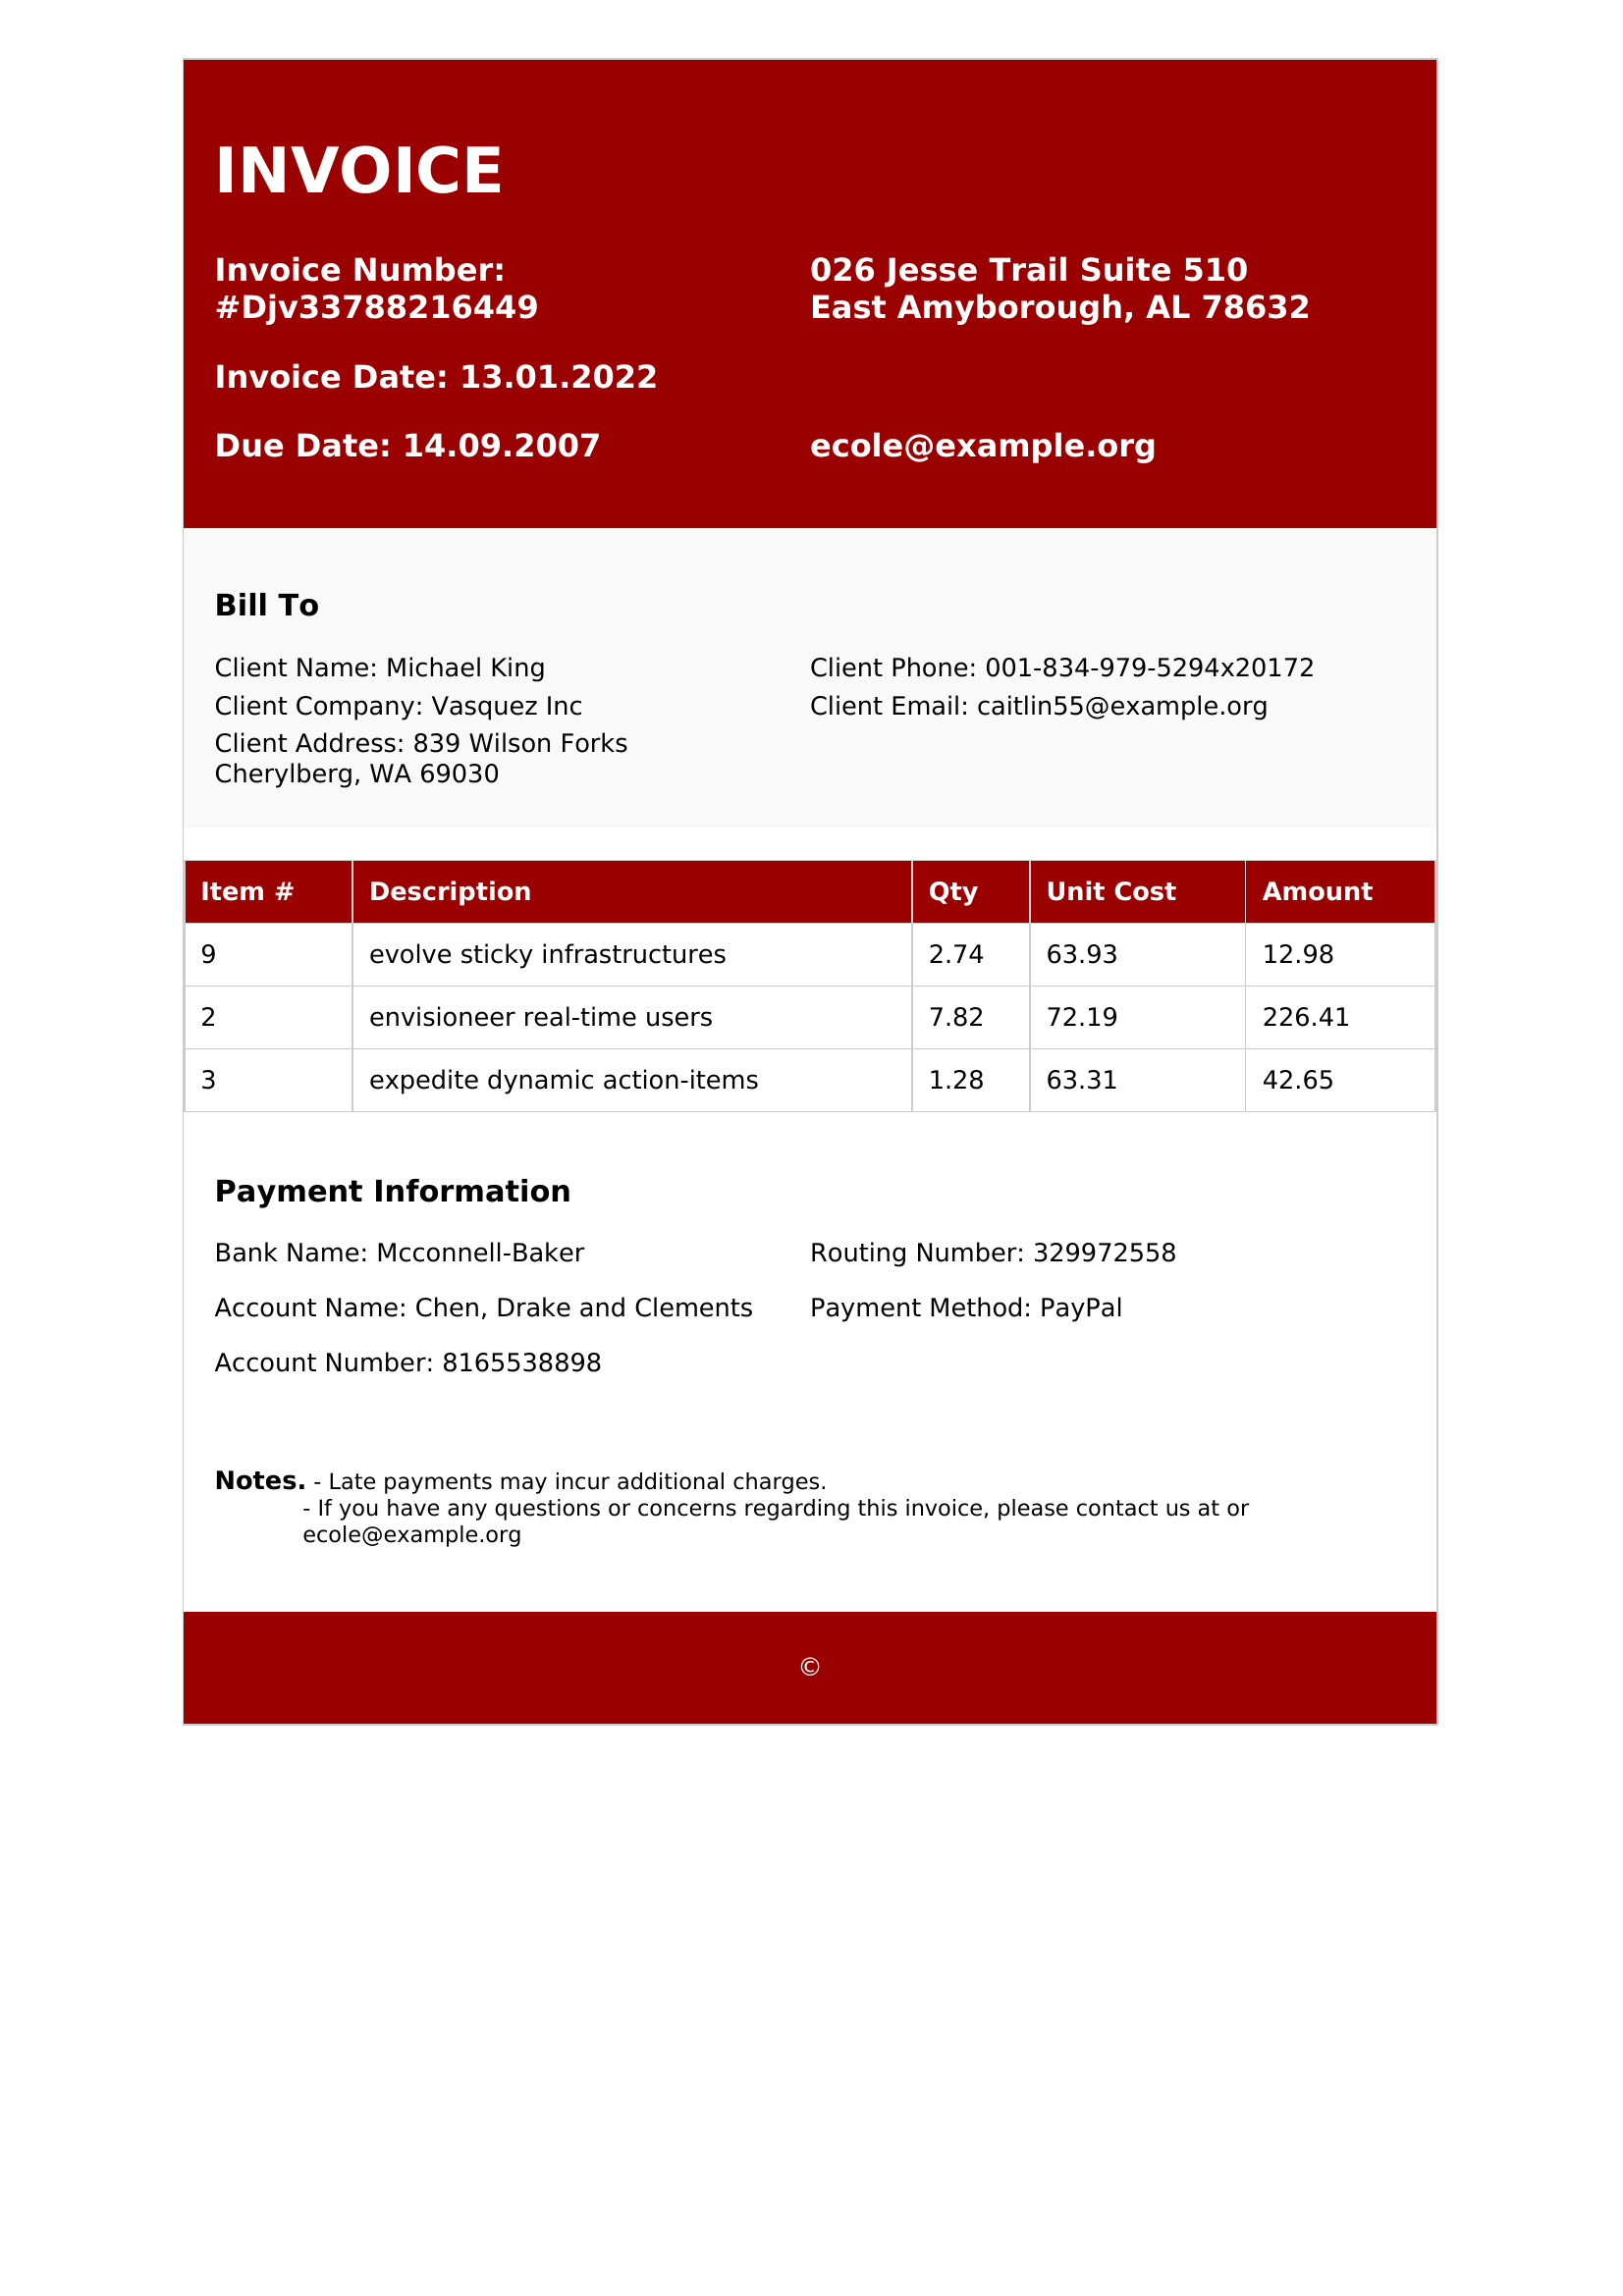 INVOICE
Invoice Number:
#Djv33788216449
026 Jesse Trail Suite 510
East Amyborough, AL 78632
Invoice Date: 13.01.2022
Due Date: 14.09.2007
ecole@example.org
Bill To
Client Name: Michael King
Client Phone: 001-834-979-5294x20172
Client Company: Vasquez Inc
Client Email: caitlin55@example.org
Client Address: 839 Wilson Forks
Cherylberg, WA 69030
Item # Description Qty Unit Cost Amount
9 evolve sticky infrastructures 2.74 63.93 12.98
2 envisioneer real-time users 7.82 72.19 226.41
3 expedite dynamic action-items 1.28 63.31 42.65
Payment Information
Bank Name: Mcconnell-Baker
Routing Number: 329972558
Account Name: Chen, Drake and Clements
Payment Method: PayPal
Account Number: 8165538898
Notes. - Late payments may incur additional charges.
- If you have any questions or concerns regarding this invoice, please contact us at or
ecole@example.org
©